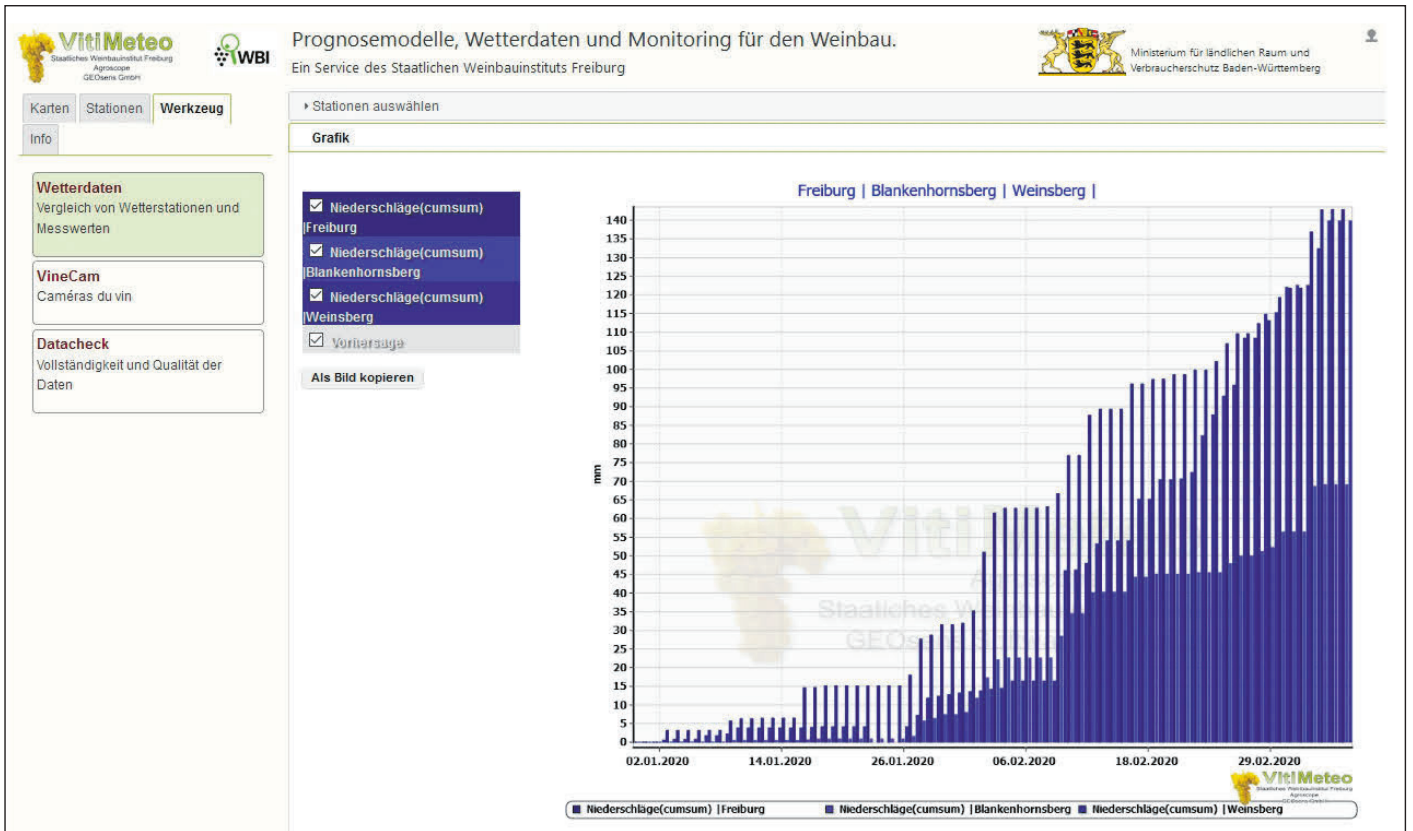 VitiMeteo
Staatliches Weinbauinstitut Freiburg
Agroscope
GEOsens GmbH
WBI
Prognosemodelle, Wetterdaten und Monitoring für den Weinbau.
Ein Service des Staatlichen Weinbauinstituts Freiburg
Ministerium für ländlichen Raum und
Verbraucherschutz Baden-Württemberg
Karten
Stationen
Werkzeug
Info
▸ Stationen auswählen
Grafik
Wetterdaten
Vergleich von Wetterstationen und
Messwerten
VineCam
Caméras du vin
Datacheck
Vollständigkeit und Qualität der
Daten
Niederschläge(cumsum)
|Freiburg
Niederschläge(cumsum)
|Blankenhornsberg
Niederschläge(cumsum)
|Weinsberg
Vorhersage
Als Bild kopieren
Freiburg | Blankenhornsberg | Weinsberg |
140
135
130
125
120
115
110
105
100
95
90
85
80
75
70
65
60
55
50
45
40
35
30
25
20
15
10
5
0
mm
02.01.2020
14.01.2020
26.01.2020
06.02.2020
18.02.2020
29.02.2020
VitiMeteo
Staatliches Weinbauinstitut Freiburg
Agroscope
Niederschläge(cumsum) |Freiburg
Niederschläge(cumsum) |Blankenhornsberg
Niederschläge(cumsum) |Weinsberg